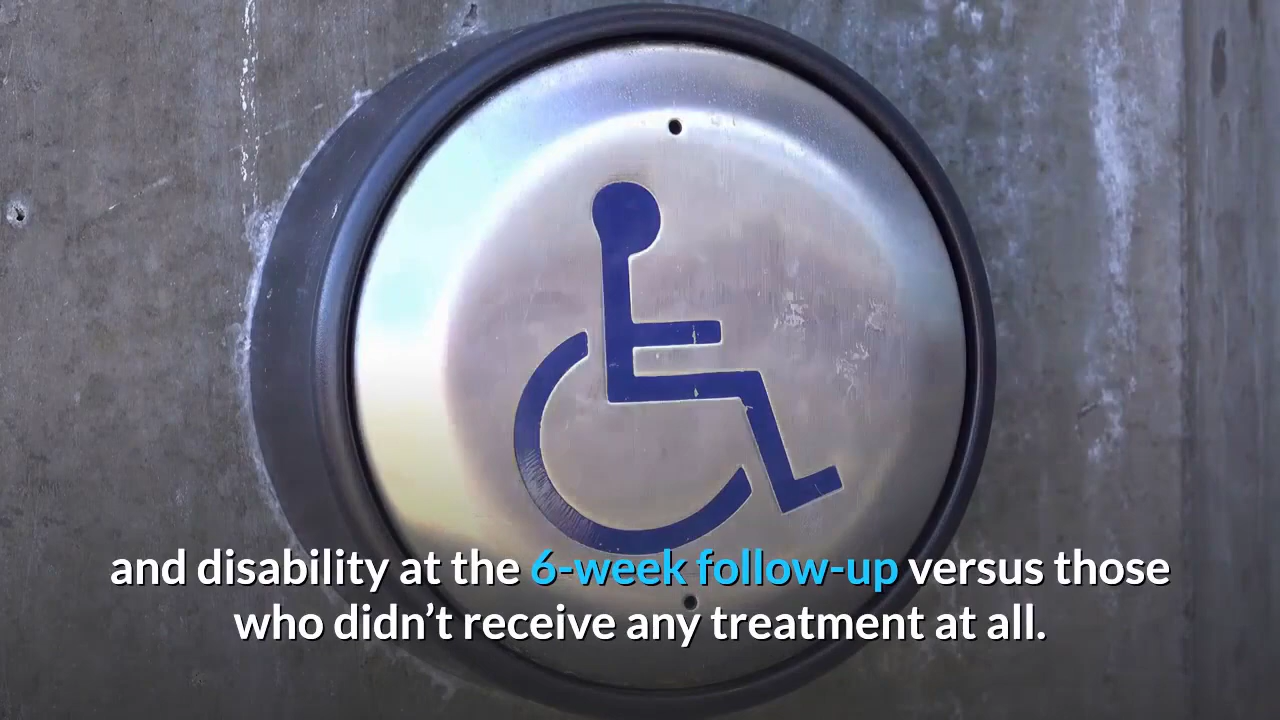 and disability at the 6-week follow-up versus those
who didn’t receive any treatment at all.